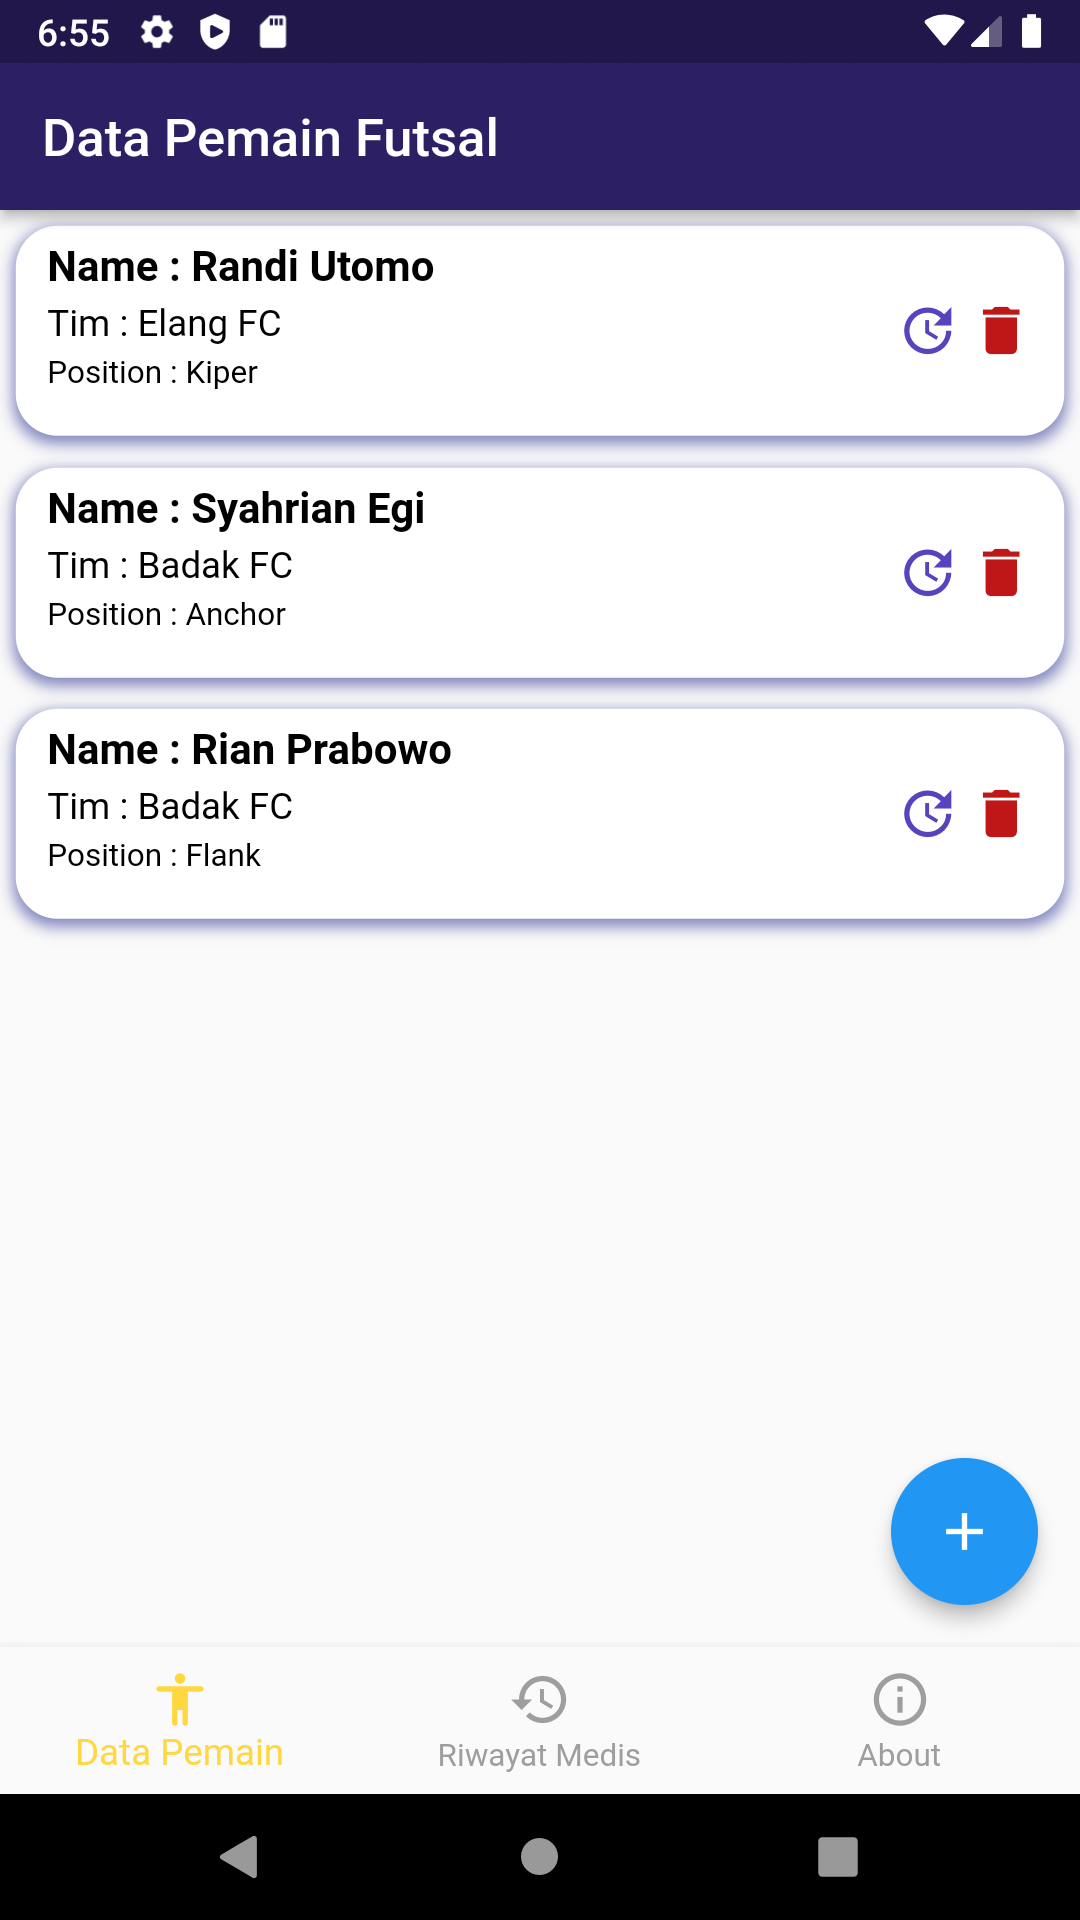 6:55
Data Pemain Futsal
Name : Randi Utomo
Tim : Elang FC
Position : Kiper
Name : Syahrian Egi
Tim : Badak FC
Position : Anchor
Name : Rian Prabowo
Tim : Badak FC
Position : Flank
Data Pemain
Riwayat Medis
About